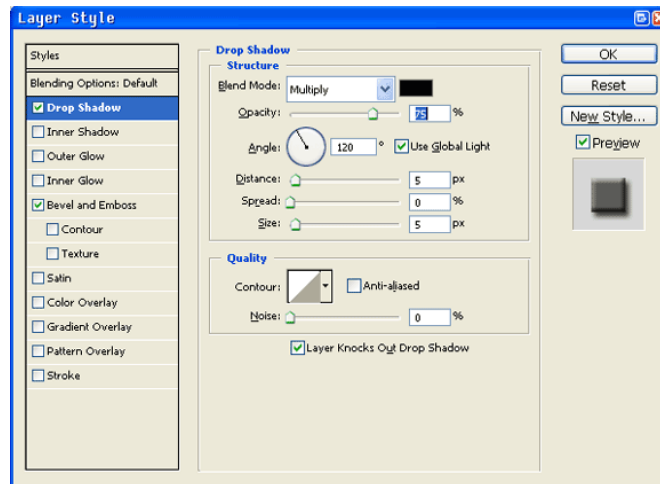 Layer Style
Styles
Blending Options: Default
Drop Shadow
Inner Shadow
Outer Glow
Inner Glow
Bevel and Emboss
Contour
Texture
Satin
Color Overlay
Gradient Overlay
Pattern Overlay
Stroke
Drop Shadow
Structure
Blend Mode: Multiply
Opacity: 75 %
Angle: 120 ° Use Global Light
Distance: 5 px
Spread: 0 %
Size: 5 px
Quality
Contour: Anti-aliased
Noise: 0 %
Layer Knocks Out Drop Shadow
OK
Reset
New Style...
Preview